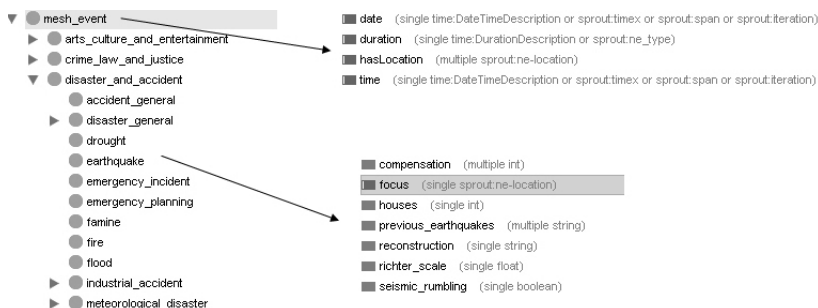 mesh_event
arts_culture_and_entertainment
crime_law_and_justice
disaster_and_accident
accident_general
disaster_general
drought
earthquake
emergency_incident
emergency_planning
famine
fire
flood
industrial_accident
meteorological_disaster
date (single time:DateTimeDescription or sprout:timex or sprout:span or sprout:iteration)
duration (single time:DurationDescription or sprout:ne_type)
hasLocation (multiple sprout:ne-location)
time (single time:DateTimeDescription or sprout:timex or sprout:span or sprout:iteration)
compensation (multiple int)
focus (single sprout:ne-location)
houses (single int)
previous_earthquakes (multiple string)
reconstruction (single string)
richter_scale (single float)
seismic_rumbling (single boolean)